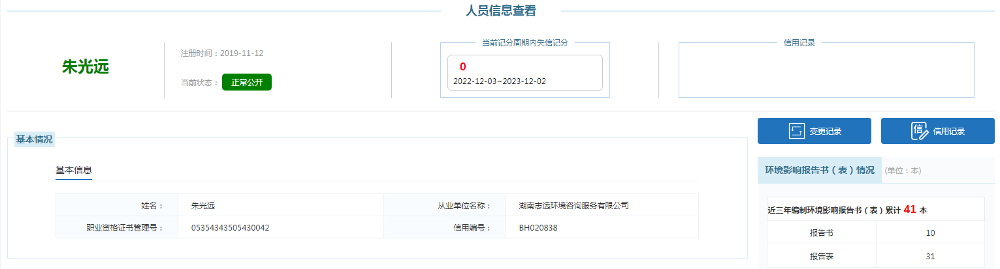 人员信息查看
朱光远
注册时间：2019-11-12
当前状态： 正常公开
当前记分周期内失信记分
0
2022-12-03~2023-12-02
信用记录
变更记录 信用记录
基本情况
基本信息
姓名： 朱光远 从业单位名称： 湖南志远环境咨询服务有限公司
职业资格证书管理号： 05354343505430042 信用编号： BH020838
环境影响报告书（表）情况 (单位：本)
近三年编制环境影响报告书（表）累计 41 本
报告书 10
报告表 31